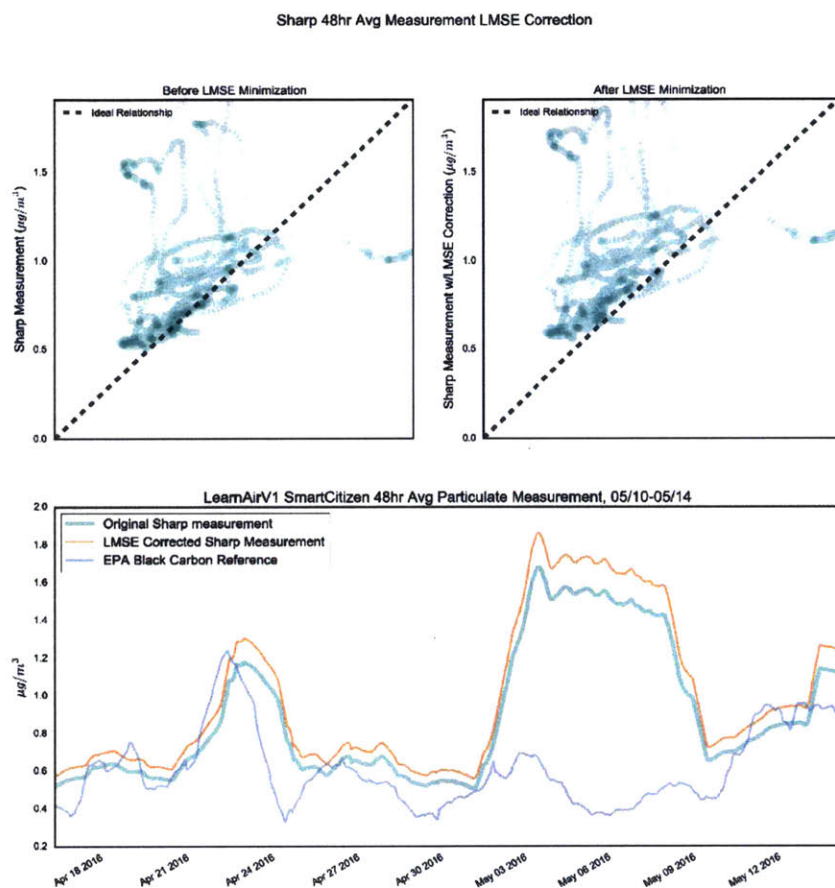 Sharp 48hr Avg Measurement LMSE Correction
Before LMSE Minimization
After LMSE Minimization
Ideal Relationship
Ideal Relationship
Sharp Measurement (μg/m³)
1.5
1.0
0.5
0.0
Sharp Measurement w/LMSE Correction (μg/m³)
1.5
1.0
0.5
0.0
LearnAirV1 SmartCitizen 48hr Avg Particulate Measurement, 05/10-05/14
Original Sharp measurement
LMSE Corrected Sharp Measurement
EPA Black Carbon Reference
μg/m³
2.0
1.8
1.6
1.4
1.2
1.0
0.8
0.6
0.4
0.2
Apr 18 2016
Apr 21 2016
Apr 24 2016
Apr 27 2016
Apr 30 2016
May 03 2016
May 06 2016
May 09 2016
May 12 2016